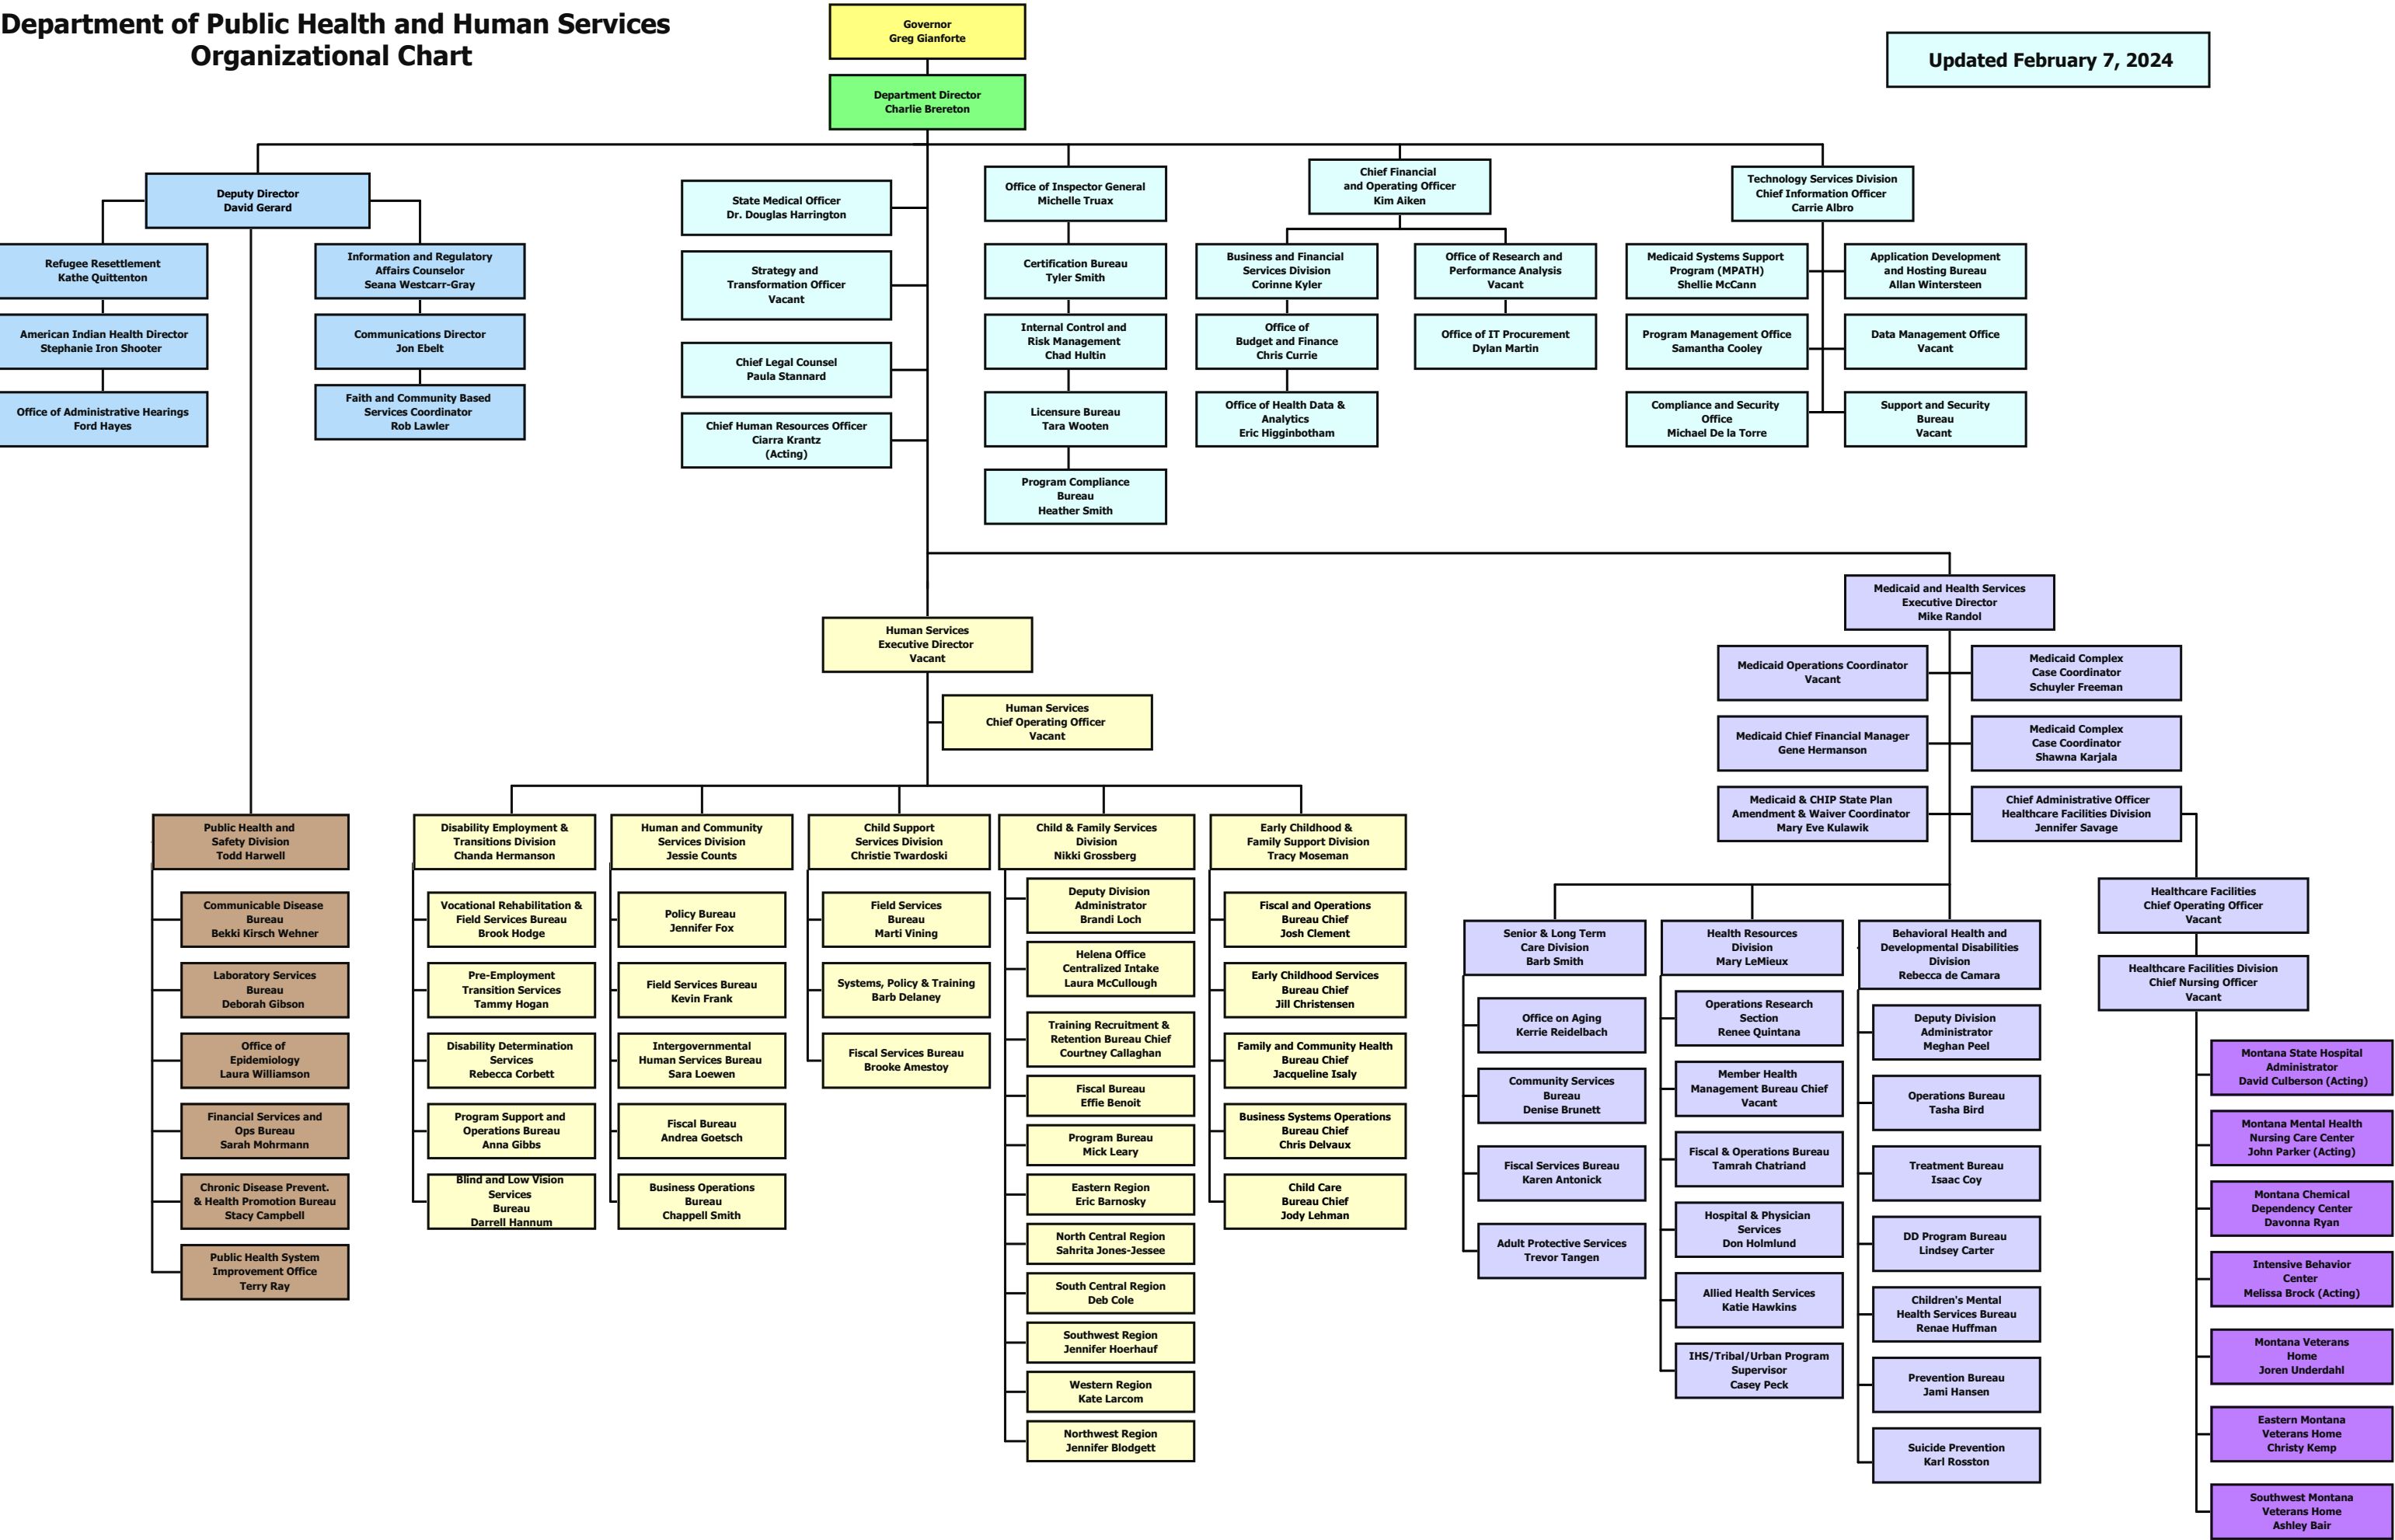 Department of Public Health and Human Services
Organizational Chart
Updated February 7, 2024
Governor
Greg Gianforte
Department Director
Charlie Brereton
Deputy Director
David Gerard
Refugee Resettlement
Kathe Quittenton
American Indian Health Director
Stephanie Iron Shooter
Office of Administrative Hearings
Ford Hayes
Information and Regulatory
Affairs Counselor
Seana Westcarr-Gray
Communications Director
Jon Ebelt
Faith and Community Based
Services Coordinator
Rob Lawler
State Medical Officer
Dr. Douglas Harrington
Strategy and
Transformation Officer
Vacant
Chief Legal Counsel
Paula Stannard
Chief Human Resources Officer
Ciarra Krantz
(Acting)
Office of Inspector General
Michelle Truax
Certification Bureau
Tyler Smith
Internal Control and
Risk Management
Chad Hultin
Licensure Bureau
Tara Wooten
Program Compliance
Bureau
Heather Smith
Chief Financial
and Operating Officer
Kim Aiken
Business and Financial
Services Division
Corinne Kyler
Office of
Budget and Finance
Chris Currie
Office of Health Data &
Analytics
Eric Higginbotham
Office of Research and
Performance Analysis
Vacant
Office of IT Procurement
Dylan Martin
Technology Services Division
Chief Information Officer
Carrie Albro
Medicaid Systems Support
Program (MPATH)
Shellie McCann
Application Development
and Hosting Bureau
Allan Wintersteen
Program Management Office
Samantha Cooley
Data Management Office
Vacant
Compliance and Security
Office
Michael De la Torre
Support and Security
Bureau
Vacant
Human Services
Executive Director
Vacant
Human Services
Chief Operating Officer
Vacant
Medicaid and Health Services
Executive Director
Mike Randol
Medicaid Operations Coordinator
Vacant
Medicaid Complex
Case Coordinator
Schuyler Freeman
Medicaid Chief Financial Manager
Gene Hermanson
Medicaid Complex
Case Coordinator
Shawna Karjala
Medicaid & CHIP State Plan
Amendment & Waiver Coordinator
Mary Eve Kulawik
Chief Administrative Officer
Healthcare Facilities Division
Jennifer Savage
Public Health and
Safety Division
Todd Harwell
Communicable Disease
Bureau
Bekki Kirsch Wehner
Laboratory Services
Bureau
Deborah Gibson
Office of
Epidemiology
Laura Williamson
Financial Services and
Ops Bureau
Sarah Mohrmann
Chronic Disease Prevent.
& Health Promotion Bureau
Stacy Campbell
Public Health System
Improvement Office
Terry Ray
Disability Employment &
Transitions Division
Chanda Hermanson
Vocational Rehabilitation &
Field Services Bureau
Brook Hodge
Pre-Employment
Transition Services
Tammy Hogan
Disability Determination
Services
Rebecca Corbett
Program Support and
Operations Bureau
Anna Gibbs
Blind and Low Vision
Services
Bureau
Darrell Hannum
Human and Community
Services Division
Jessie Counts
Policy Bureau
Jennifer Fox
Field Services Bureau
Kevin Frank
Intergovernmental
Human Services Bureau
Sara Loewen
Fiscal Bureau
Andrea Goetsch
Business Operations
Bureau
Chappell Smith
Child Support
Services Division
Christie Twardoski
Field Services
Bureau
Marti Vining
Systems, Policy & Training
Barb Delaney
Fiscal Services Bureau
Brooke Amestoy
Child & Family Services
Division
Nikki Grossberg
Deputy Division
Administrator
Brandi Loch
Helena Office
Centralized Intake
Laura McCullough
Training Recruitment &
Retention Bureau Chief
Courtney Callaghan
Fiscal Bureau
Effie Benoit
Program Bureau
Mick Leary
Eastern Region
Eric Barnosky
North Central Region
Sahrita Jones-Jessee
South Central Region
Deb Cole
Southwest Region
Jennifer Hoerhauf
Western Region
Kate Larcom
Northwest Region
Jennifer Blodgett
Early Childhood &
Family Support Division
Tracy Moseman
Fiscal and Operations
Bureau Chief
Josh Clement
Early Childhood Services
Bureau Chief
Jill Christensen
Family and Community Health
Bureau Chief
Jacqueline Isaly
Business Systems Operations
Bureau Chief
Chris Delvaux
Child Care
Bureau Chief
Jody Lehman
Senior & Long Term
Care Division
Barb Smith
Office on Aging
Kerrie Reidelbach
Community Services
Bureau
Denise Brunett
Fiscal Services Bureau
Karen Antonick
Adult Protective Services
Trevor Tangen
Health Resources
Division
Mary LeMieux
Operations Research
Section
Renee Quintana
Member Health
Management Bureau Chief
Vacant
Fiscal & Operations Bureau
Tamrah Chatriand
Hospital & Physician
Services
Don Holmlund
Allied Health Services
Katie Hawkins
IHS/Tribal/Urban Program
Supervisor
Casey Peck
Behavioral Health and
Developmental Disabilities
Division
Rebecca de Camara
Deputy Division
Administrator
Meghan Peel
Operations Bureau
Tasha Bird
Treatment Bureau
Isaac Coy
DD Program Bureau
Lindsey Carter
Children's Mental
Health Services Bureau
Renae Huffman
Prevention Bureau
Jami Hansen
Suicide Prevention
Karl Rosston
Healthcare Facilities
Chief Operating Officer
Vacant
Healthcare Facilities Division
Chief Nursing Officer
Vacant
Montana State Hospital
Administrator
David Culberson (Acting)
Montana Mental Health
Nursing Care Center
John Parker (Acting)
Montana Chemical
Dependency Center
Davonna Ryan
Intensive Behavior
Center
Melissa Brock (Acting)
Montana Veterans
Home
Joren Underdahl
Eastern Montana
Veterans Home
Christy Kemp
Southwest Montana
Veterans Home
Ashley Bair